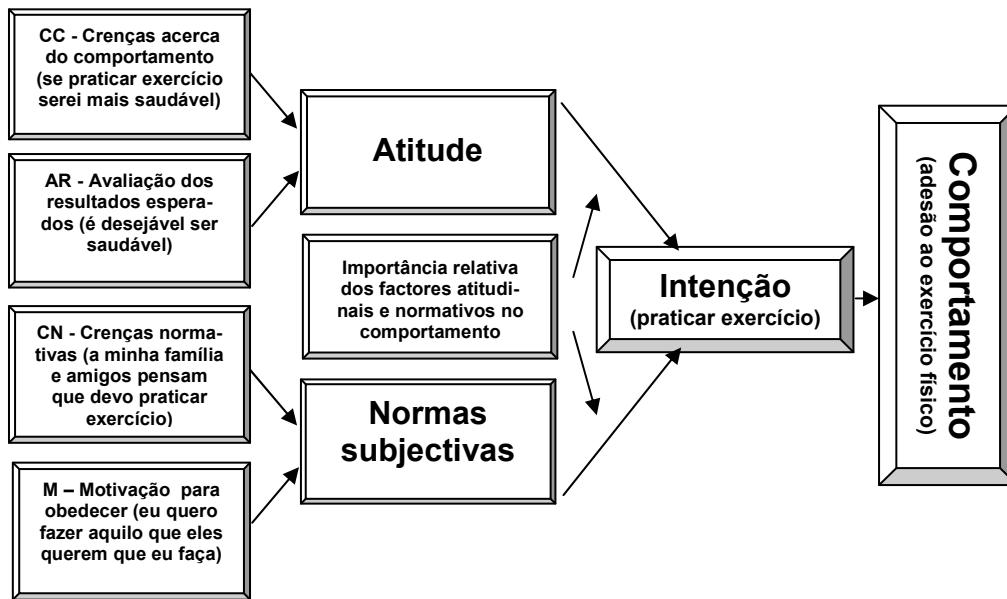 CC - Crenças acerca
do comportamento
(se praticar exercício
serei mais saudável)
AR - Avaliação dos
resultados espera-
dos (é desejável ser
saudável)
CN - Crenças norma-
tivas (a minha família
e amigos pensam
que devo praticar
exercício)
M – Motivação para
obedecer (eu quero
fazer aquilo que eles
querem que eu faça)
Atitude
Importância relativa
dos factores atitudi-
nais e normativos no
comportamento
Normas
subjectivas
Intenção
(praticar exercício)
Comportamento
(adesão ao exercício físico)